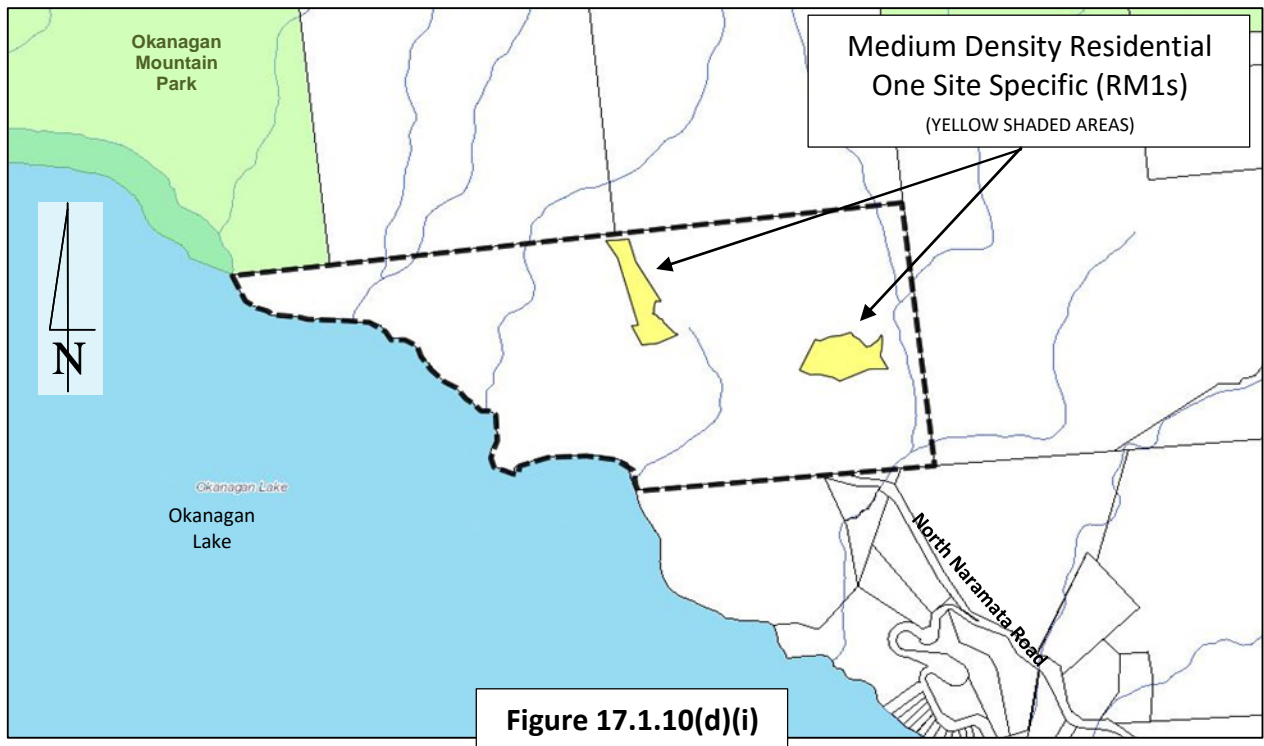 Okanagan
Mountain
Park
Medium Density Residential
One Site Specific (RM1s)
(YELLOW SHADED AREAS)
N
Okanagan Lake
Okanagan
Lake
North Naramata Road
Figure 17.1.10(d)(i)